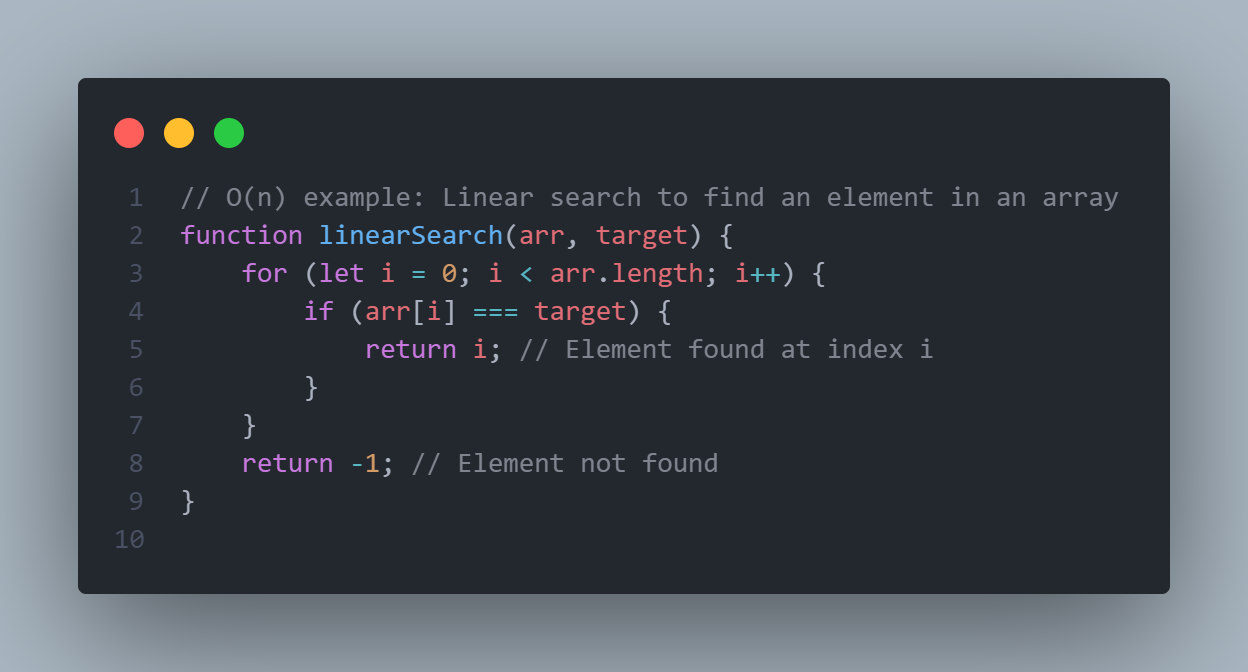 1 // O(n) example: Linear search to find an element in an array
2 function linearSearch(arr, target) {
3     for (let i = 0; i < arr.length; i++) {
4         if (arr[i] === target) {
5             return i; // Element found at index i
6         }
7     }
8     return -1; // Element not found
9 }
10